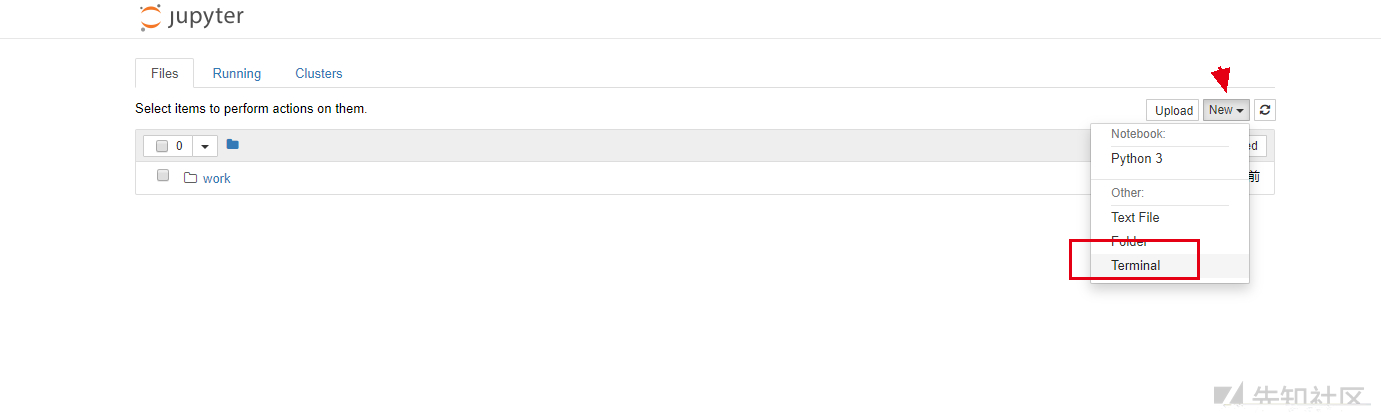 jupyter
Files Running Clusters
Select items to perform actions on them.
Upload New
Notebook:
0 ed
Python 3
work 前
Other:
Text File
Folder
Terminal
先知社区